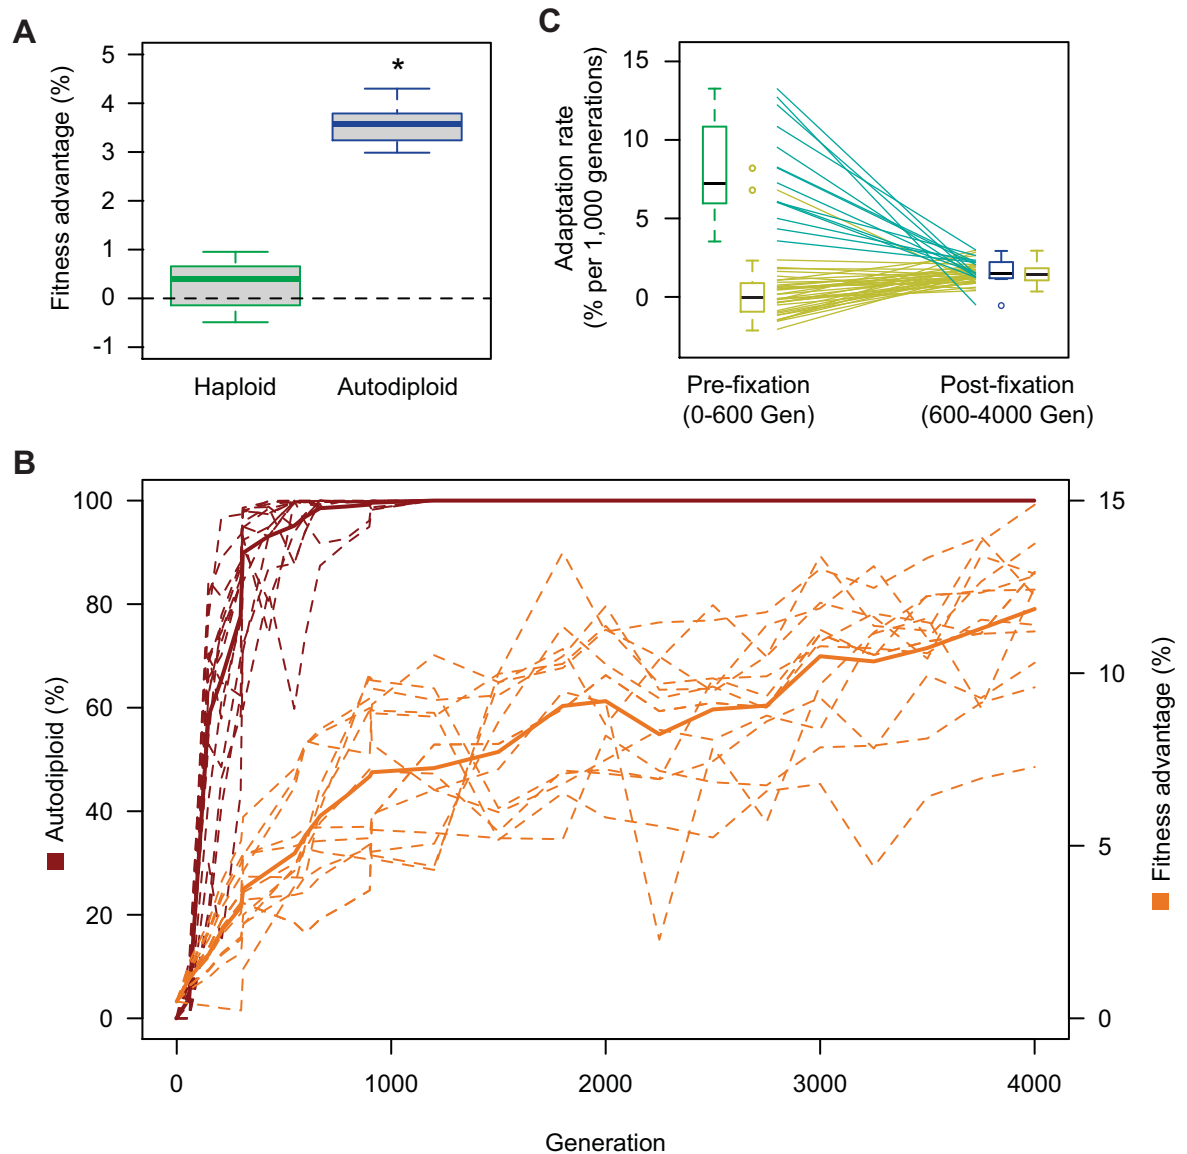 A
Fitness advantage (%)
5
4
3
2
1
0
-1
*
Haploid
Autodiploid
C
Adaptation rate
(% per 1,000 generations)
15
10
5
0
Pre-fixation
(0-600 Gen)
Post-fixation
(600-4000 Gen)
B
Autodiploid (%)
100
80
60
40
20
0
15
10
5
0
Fitness advantage (%)
0
1000
2000
3000
4000
Generation